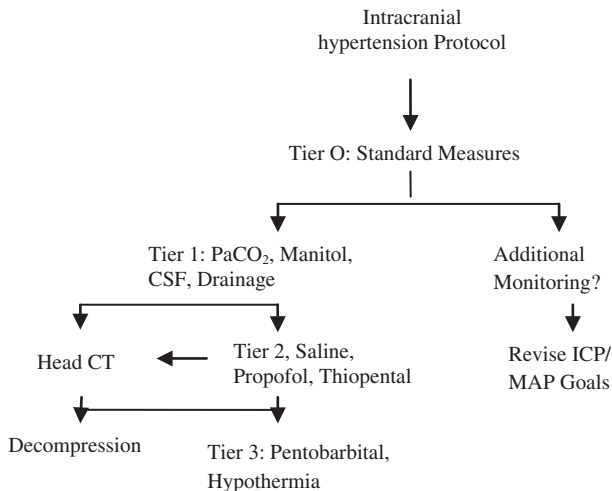 Intracranial
hypertension Protocol
Tier O: Standard Measures
Tier 1: PaCO₂, Manitol,
CSF, Drainage
Additional
Monitoring?
Head CT
Tier 2, Saline,
Propofol, Thiopental
Revise ICP/
MAP Goals
Decompression
Tier 3: Pentobarbital,
Hypothermia